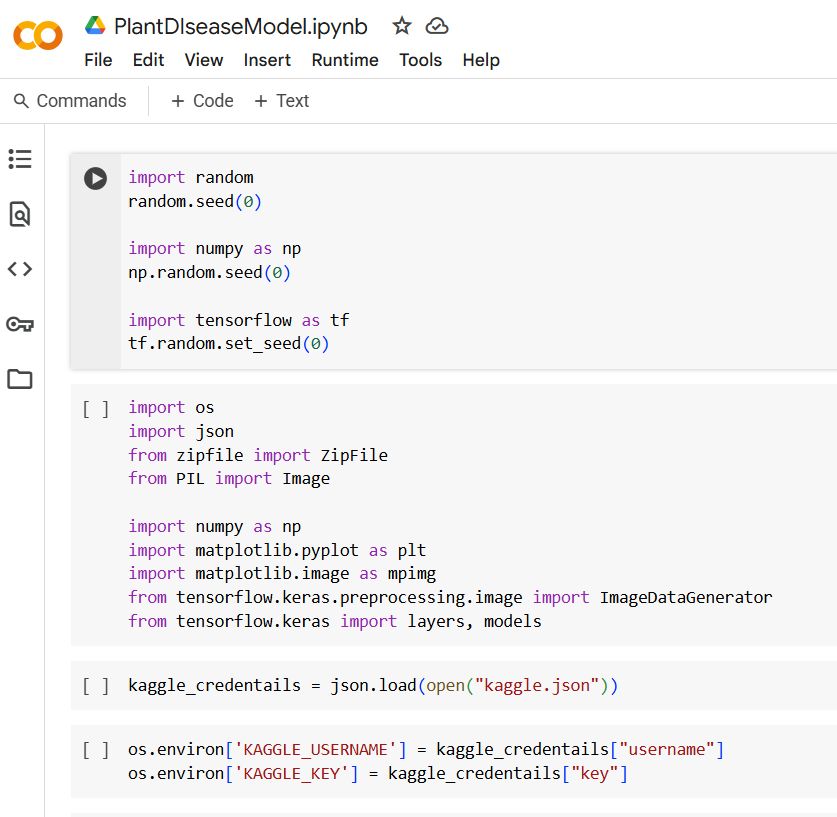 PlantDIseaseModel.ipynb
File Edit View Insert Runtime Tools Help
Commands + Code + Text
import random
random.seed(0)
import numpy as np
np.random.seed(0)
import tensorflow as tf
tf.random.set_seed(0)
[ ] import os
import json
from zipfile import ZipFile
from PIL import Image
import numpy as np
import matplotlib.pyplot as plt
import matplotlib.image as mpimg
from tensorflow.keras.preprocessing.image import ImageDataGenerator
from tensorflow.keras import layers, models
[ ] kaggle_credentails = json.load(open("kaggle.json"))
[ ] os.environ['KAGGLE_USERNAME'] = kaggle_credentails["username"]
os.environ['KAGGLE_KEY'] = kaggle_credentails["key"]